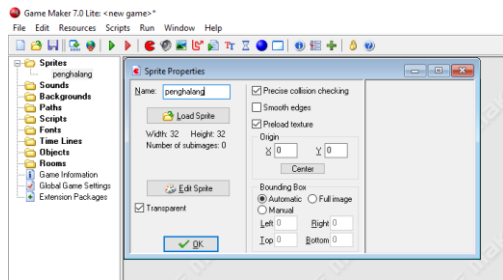 Game Maker 7.0 Lite: <new game>*
File Edit Resources Scripts Run Window Help
Sprites
penghalang
Sounds
Backgrounds
Paths
Scripts
Fonts
Time Lines
Objects
Rooms
Game Information
Global Game Settings
Extension Packages
Sprite Properties
Name: penghalang
Load Sprite
Width: 32 Height: 32
Number of subimages: 0
Edit Sprite
Transparent
OK
Precise collision checking
Smooth edges
Preload texture
Origin
X 0 Y 0
Center
Bounding Box
Automatic Full image
Manual
Left 0 Right 0
Top 0 Bottom 0